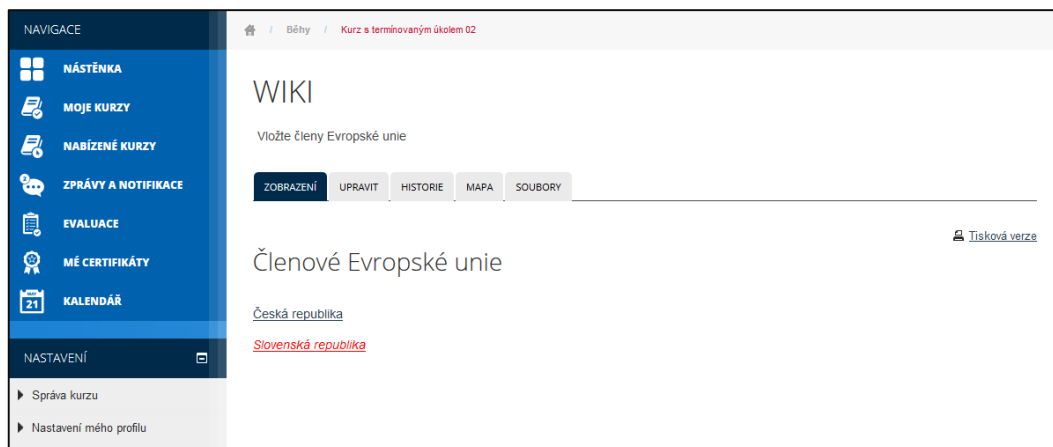 NAVIGACE
NÁSTĚNKA
MOJE KURZY
NABÍZENÉ KURZY
2
ZPRÁVY A NOTIFIKACE
EVALUACE
MÉ CERTIFIKÁTY
MAY
21
KALENDÁŘ
NASTAVENÍ
Správa kurzu
Nastavení mého profilu
/ Běhy / Kurz s termínovaným úkolem 02
WIKI
Vložte členy Evropské unie
ZOBRAZENÍ UPRAVIT HISTORIE MAPA SOUBORY
Tisková verze
Členové Evropské unie
Česká republika
Slovenská republika